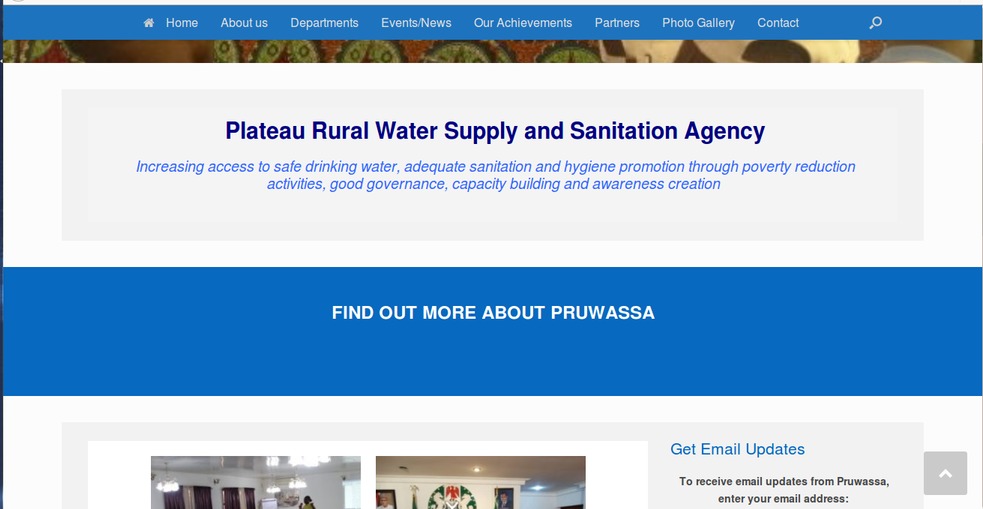 Home About us Departments Events/News Our Achievements Partners Photo Gallery Contact
Plateau Rural Water Supply and Sanitation Agency
Increasing access to safe drinking water, adequate sanitation and hygiene promotion through poverty reduction
activities, good governance, capacity building and awareness creation
FIND OUT MORE ABOUT PRUWASSA
Get Email Updates
To receive email updates from Pruwassa,
enter your email address: